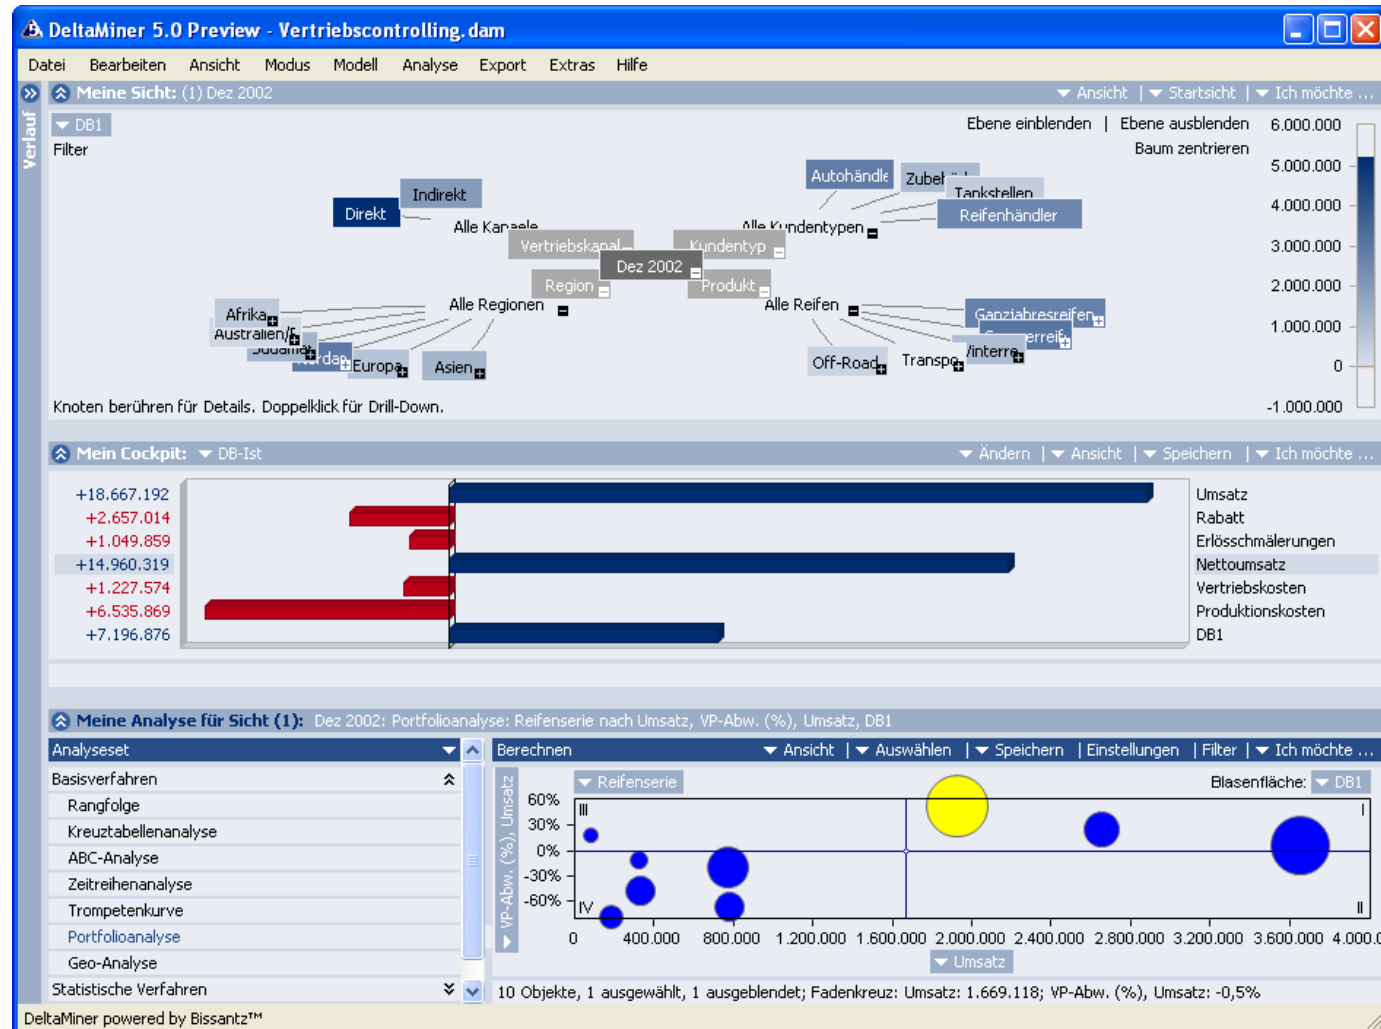 DeltaMiner 5.0 Preview - Vertriebscontrolling.dam
Datei Bearbeiten Ansicht Modus Modell Analyse Export Extras Hilfe
Verlauf
Meine Sicht: (1) Dez 2002 Ansicht | Startsicht | Ich möchte ...
DB1 Ebene einblenden | Ebene ausblenden
Filter Baum zentrieren
6.000.000
5.000.000
4.000.000
3.000.000
2.000.000
1.000.000
0
-1.000.000
Indirekt
Direkt
Alle Kanaele
Vertriebskanal
Autohändle
Tankstellen
Reifenhändler
Alle Kundentypen
Kundentyp
Dez 2002
Region
Produkt
Alle Regionen
Afrika
Australien/
Europa
Asien
Alle Reifen
Ganzjahresreifen
Off-Road
Transpo
Knoten berühren für Details. Doppelklick für Drill-Down.
Mein Cockpit: DB-Ist Ändern | Ansicht | Speichern | Ich möchte ...
+18.667.192 Umsatz
+2.657.014 Rabatt
+1.049.859 Erlösschmälerungen
+14.960.319 Nettoumsatz
+1.227.574 Vertriebskosten
+6.535.869 Produktionskosten
+7.196.876 DB1
Meine Analyse für Sicht (1): Dez 2002: Portfolioanalyse: Reifenserie nach Umsatz, VP-Abw. (%), Umsatz, DB1
Analyseset
Basisverfahren
Rangfolge
Kreuztabellenanalyse
ABC-Analyse
Zeitreihenanalyse
Trompetenkurve
Portfolioanalyse
Geo-Analyse
Statistische Verfahren
Berechnen Ansicht | Auswählen | Speichern | Einstellungen | Filter | Ich möchte ...
Reifenserie Blasenfläche: DB1
VP-Abw. (%), Umsatz
60%
30%
0%
-30%
-60%
III I
IV II
0 400.000 800.000 1.200.000 1.600.000 2.000.000 2.400.000 2.800.000 3.200.000 3.600.000 4.000.0
Umsatz
10 Objekte, 1 ausgewählt, 1 ausgeblendet; Fadenkreuz: Umsatz: 1.669.118; VP-Abw. (%), Umsatz: -0,5%
DeltaMiner powered by Bissantz™